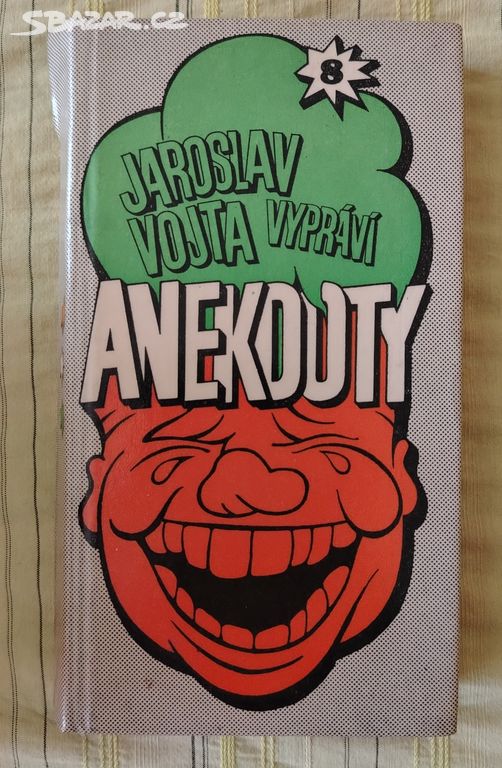 SBAZAR.CZ
8
JAROSLAV
VOJTA VYPRÁVÍ
ANEKDOTY